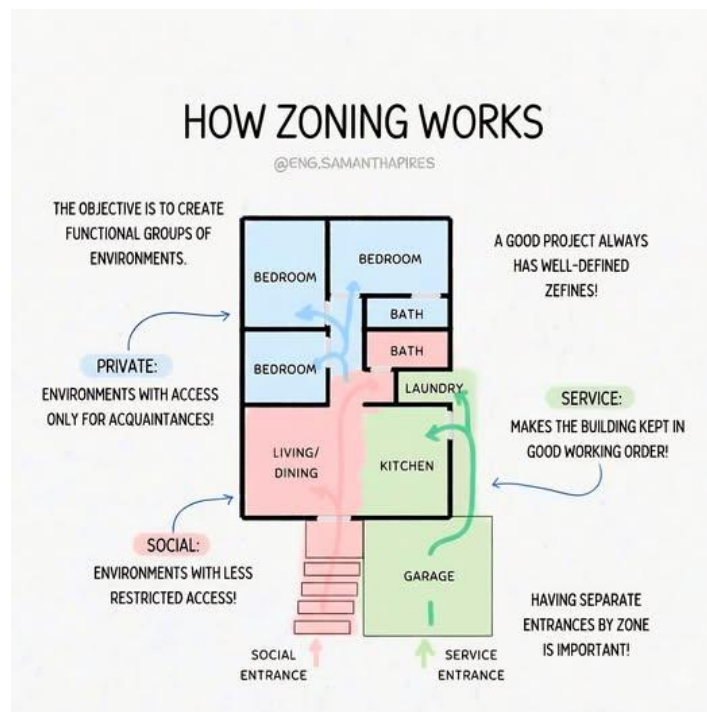 HOW ZONING WORKS
@ENG.SAMANTHAPIRES
THE OBJECTIVE IS TO CREATE
FUNCTIONAL GROUPS OF
ENVIRONMENTS.
A GOOD PROJECT ALWAYS
HAS WELL-DEFINED
ZEFINES!
BEDROOM
BEDROOM
BATH
BATH
BEDROOM
LAUNDRY
LIVING/
DINING
KITCHEN
GARAGE
PRIVATE:
ENVIRONMENTS WITH ACCESS
ONLY FOR ACQUAINTANCES!
SERVICE:
MAKES THE BUILDING KEPT IN
GOOD WORKING ORDER!
SOCIAL:
ENVIRONMENTS WITH LESS
RESTRICTED ACCESS!
HAVING SEPARATE
ENTRANCES BY ZONE
IS IMPORTANT!
SOCIAL
ENTRANCE
SERVICE
ENTRANCE